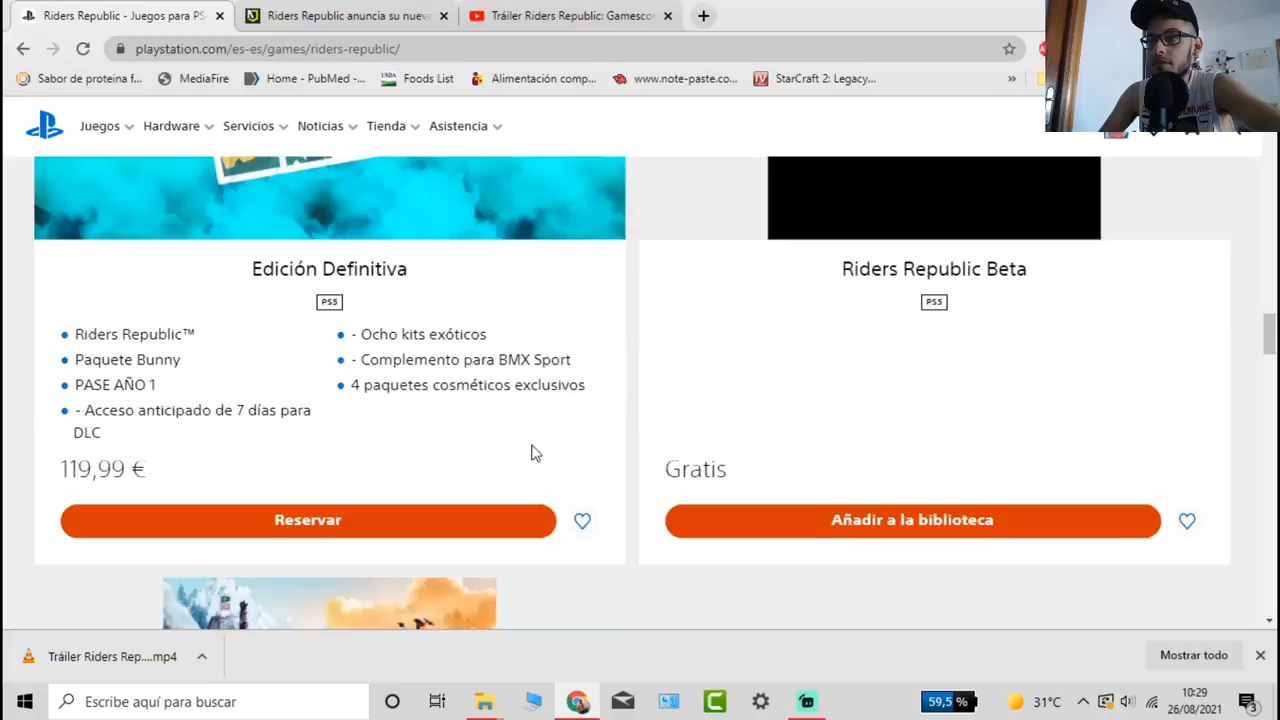 Riders Republic - Juegos para PS
Riders Republic anuncia su nueva
Tráiler Riders Republic: Gamescor
playstation.com/es-es/games/riders-republic/
Sabor de proteina f...
MediaFire
Home - PubMed -...
USDA
Foods List
Alimentación comp...
www.note-paste.co...
StarCraft 2: Legacy...
»
Juegos
Hardware
Servicios
Noticias
Tienda
Asistencia
Edición Definitiva
PS5
Riders Republic™
Paquete Bunny
PASE AÑO 1
- Acceso anticipado de 7 días para
DLC
- Ocho kits exóticos
- Complemento para BMX Sport
4 paquetes cosméticos exclusivos
119,99 €
Reservar
Riders Republic Beta
PS5
Gratis
Añadir a la biblioteca
Tráiler Riders Rep....mp4
Mostrar todo
Escribe aquí para buscar
59,5 %
31°C
10:29
26/08/2021
3